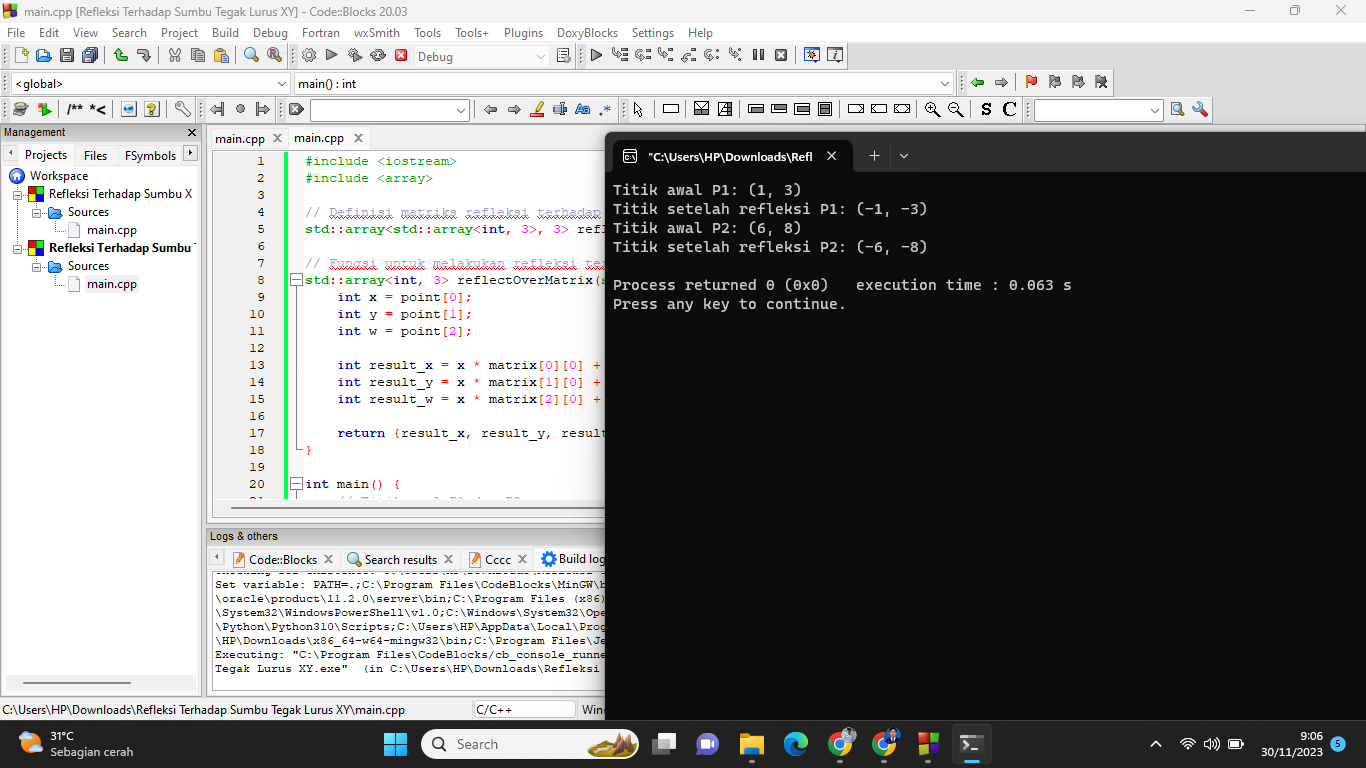 main.cpp [Refleksi Terhadap Sumbu Tegak Lurus XY] - Code::Blocks 20.03
File Edit View Search Project Build Debug Fortran wxSmith Tools Tools+ Plugins DoxyBlocks Settings Help
Debug
<global>
main() : int
/** *<
Aa .*
S C
Management
Projects Files FSymbols
Workspace
Refleksi Terhadap Sumbu X
Sources
main.cpp
Refleksi Terhadap Sumbu
Sources
main.cpp
main.cpp
main.cpp
1 #include <iostream>
2 #include <array>
3
4 // Definisi matriks refleksi terhadap
5 std::array<std::array<int, 3>, 3> refl
6
7 // Fungsi untuk melakukan refleksi ter
8 std::array<int, 3> reflectOverMatrix(s
9 int x = point[0];
10 int y = point[1];
11 int w = point[2];
12
13 int result_x = x * matrix[0][0] +
14 int result_y = x * matrix[1][0] +
15 int result_w = x * matrix[2][0] +
16
17 return {result_x, result_y, result
18 }
19
20 int main() {
"C:\Users\HP\Downloads\Refl
Titik awal P1: (1, 3)
Titik setelah refleksi P1: (-1, -3)
Titik awal P2: (6, 8)
Titik setelah refleksi P2: (-6, -8)
Process returned 0 (0x0) execution time : 0.063 s
Press any key to continue.
Logs & others
Code::Blocks Search results Cccc Build log
Set variable: PATH=.;C:\Program Files\CodeBlocks\MinGW\b
\oracle\product\11.2.0\server\bin;C:\Program Files (x86)
\System32\WindowsPowerShell\v1.0;C:\Windows\System32\Ope
\Python\Python310\Scripts;C:\Users\HP\AppData\Local\Prog
\HP\Downloads\x86_64-w64-mingw32\bin;C:\Program Files\Je
Executing: "C:\Program Files\CodeBlocks/cb_console_runne
Tegak Lurus XY.exe" (in C:\Users\HP\Downloads\Refleksi
C:\Users\HP\Downloads\Refleksi Terhadap Sumbu Tegak Lurus XY\main.cpp
C/C++
Win
31°C
Sebagian cerah
Search
9:06
30/11/2023
5